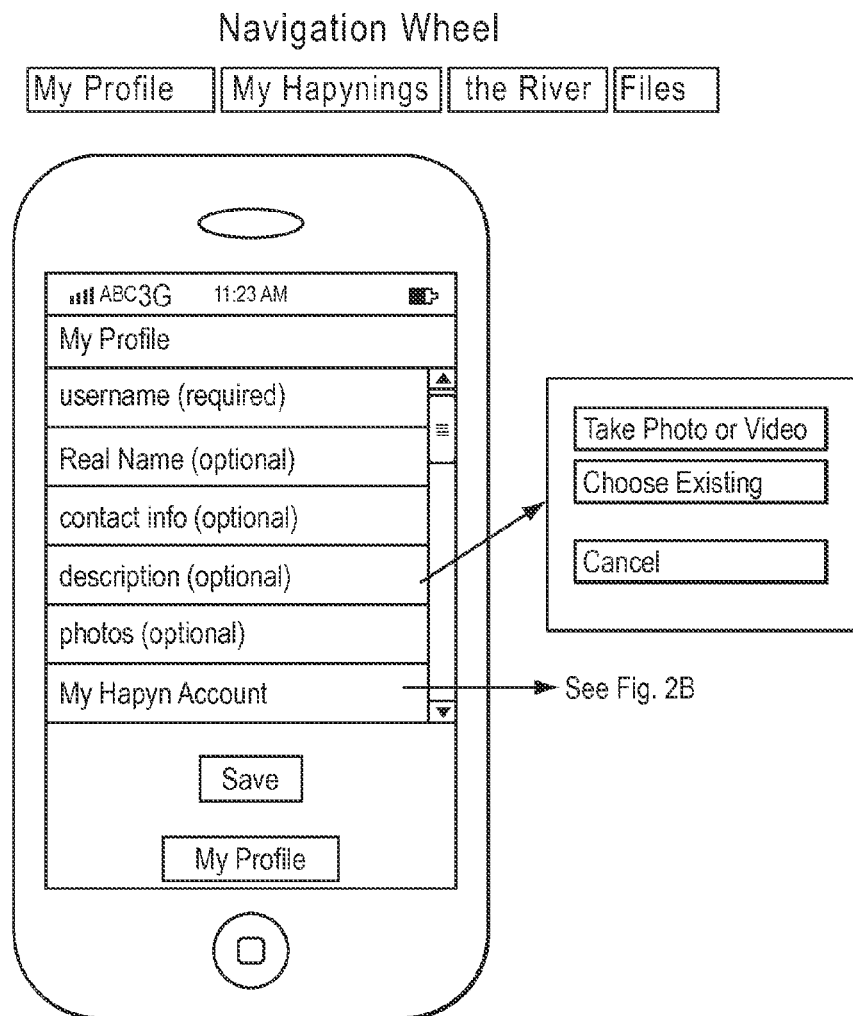 Navigation Wheel
My Profile My Hapynings the River Files
ABC3G 11:23 AM
My Profile
username (required)
Real Name (optional)
contact info (optional)
description (optional)
photos (optional)
My Hapyn Account
Save
My Profile
Take Photo or Video
Choose Existing
Cancel
See Fig. 2B